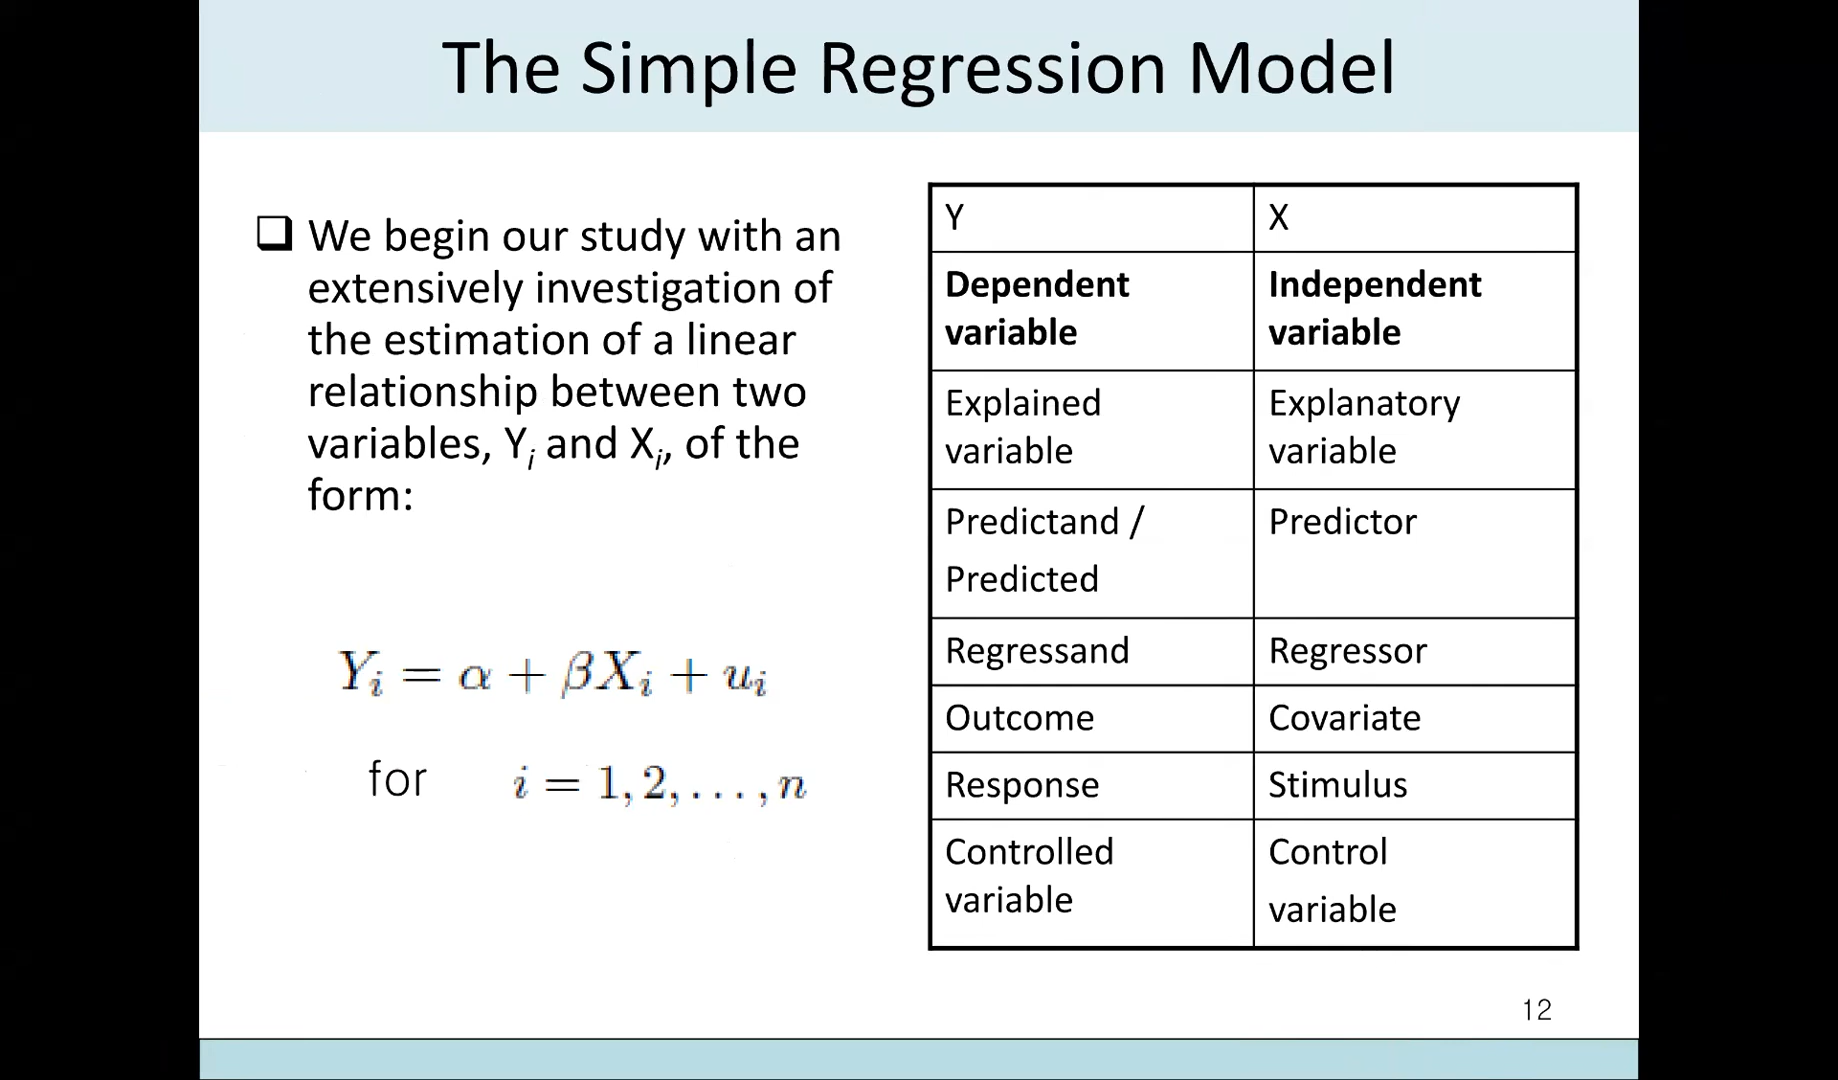 The Simple Regression Model
❑ We begin our study with an
extensively investigation of
the estimation of a linear
relationship between two
variables, Yᵢ and Xᵢ, of the
form:
Yᵢ = α + βXᵢ + uᵢ
for i = 1, 2, . . . , n
Y X
Dependent variable Independent variable
Explained variable Explanatory variable
Predictand / Predicted Predictor
Regressand Regressor
Outcome Covariate
Response Stimulus
Controlled variable Control variable
12